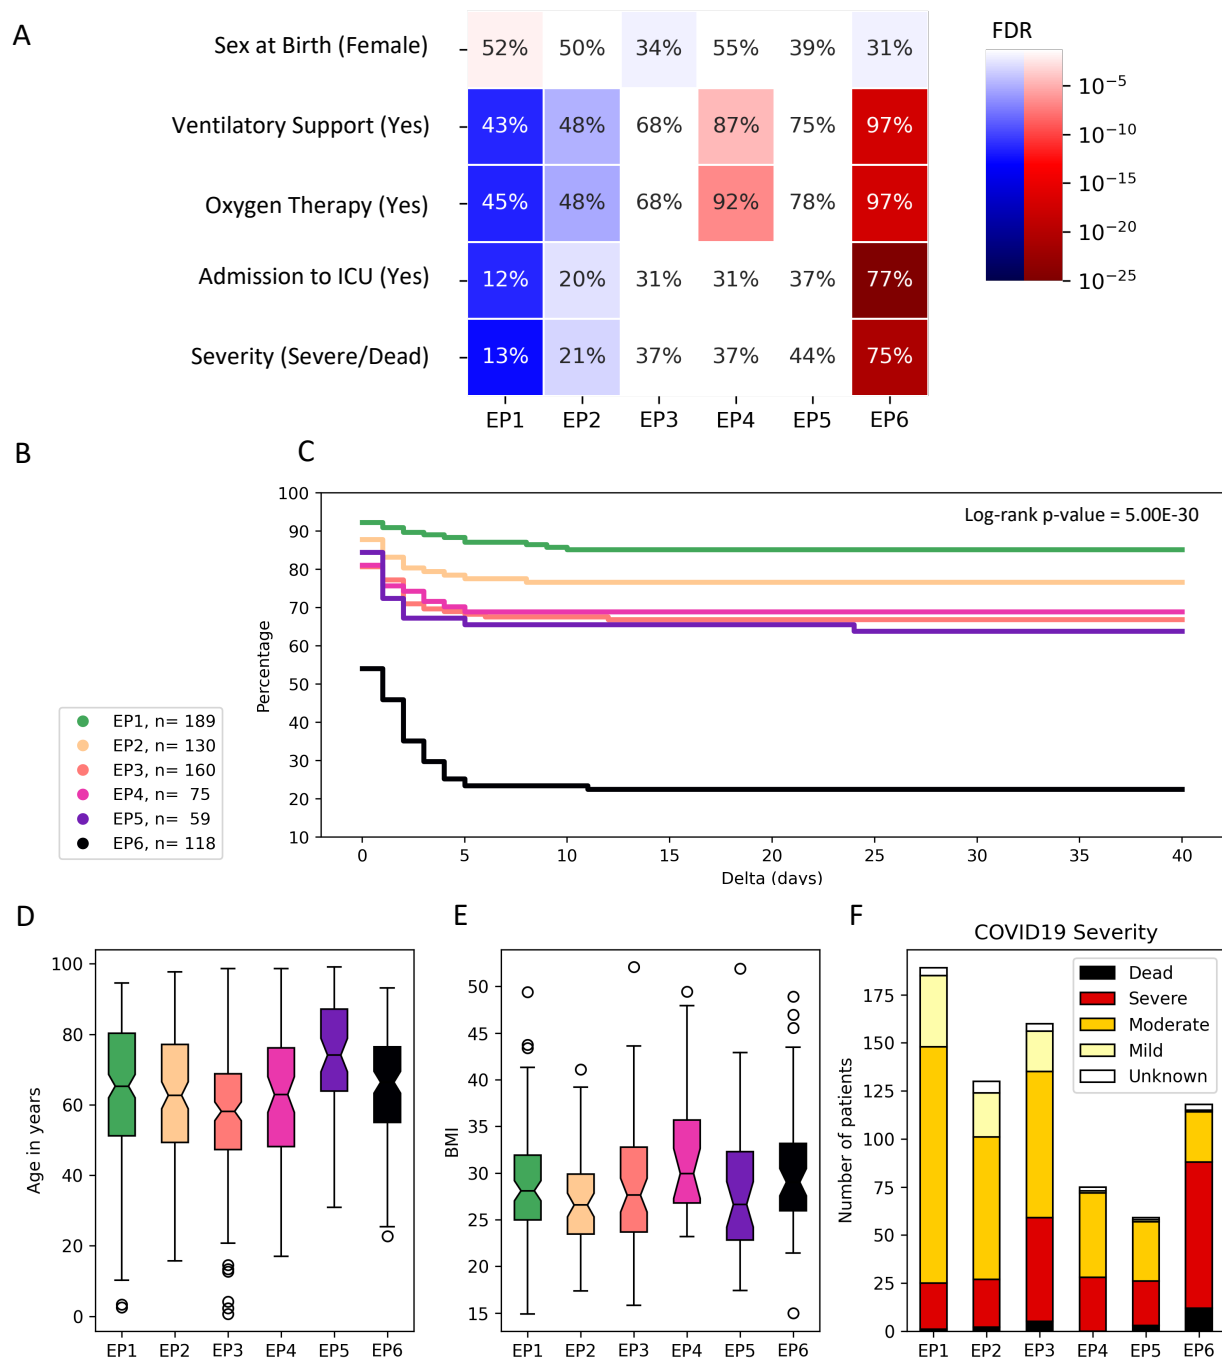 A
Sex at Birth (Female) 52% 50% 34% 55% 39% 31%
Ventilatory Support (Yes) 43% 48% 68% 87% 75% 97%
Oxygen Therapy (Yes) 45% 48% 68% 92% 78% 97%
Admission to ICU (Yes) 12% 20% 31% 31% 37% 77%
Severity (Severe/Dead) 13% 21% 37% 37% 44% 75%
EP1 EP2 EP3 EP4 EP5 EP6
FDR
10^-5
10^-10
10^-15
10^-20
10^-25
B
EP1, n= 189
EP2, n= 130
EP3, n= 160
EP4, n= 75
EP5, n= 59
EP6, n= 118
C
Log-rank p-value = 5.00E-30
Percentage
100
90
80
70
60
50
40
30
20
10
0 5 10 15 20 25 30 35 40
Delta (days)
D
Age in years
100
80
60
40
20
0
EP1 EP2 EP3 EP4 EP5 EP6
E
BMI
50
45
40
35
30
25
20
15
EP1 EP2 EP3 EP4 EP5 EP6
F
COVID19 Severity
Dead
Severe
Moderate
Mild
Unknown
Number of patients
175
150
125
100
75
50
25
0
EP1 EP2 EP3 EP4 EP5 EP6